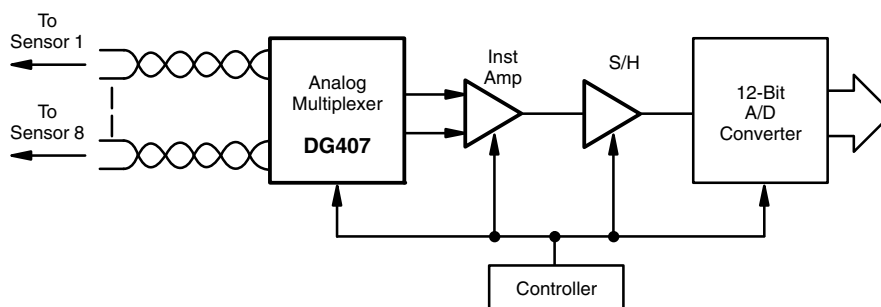 To
Sensor 1
To
Sensor 8
Analog
Multiplexer
DG407
Inst
Amp
S/H
12-Bit
A/D
Converter
Controller